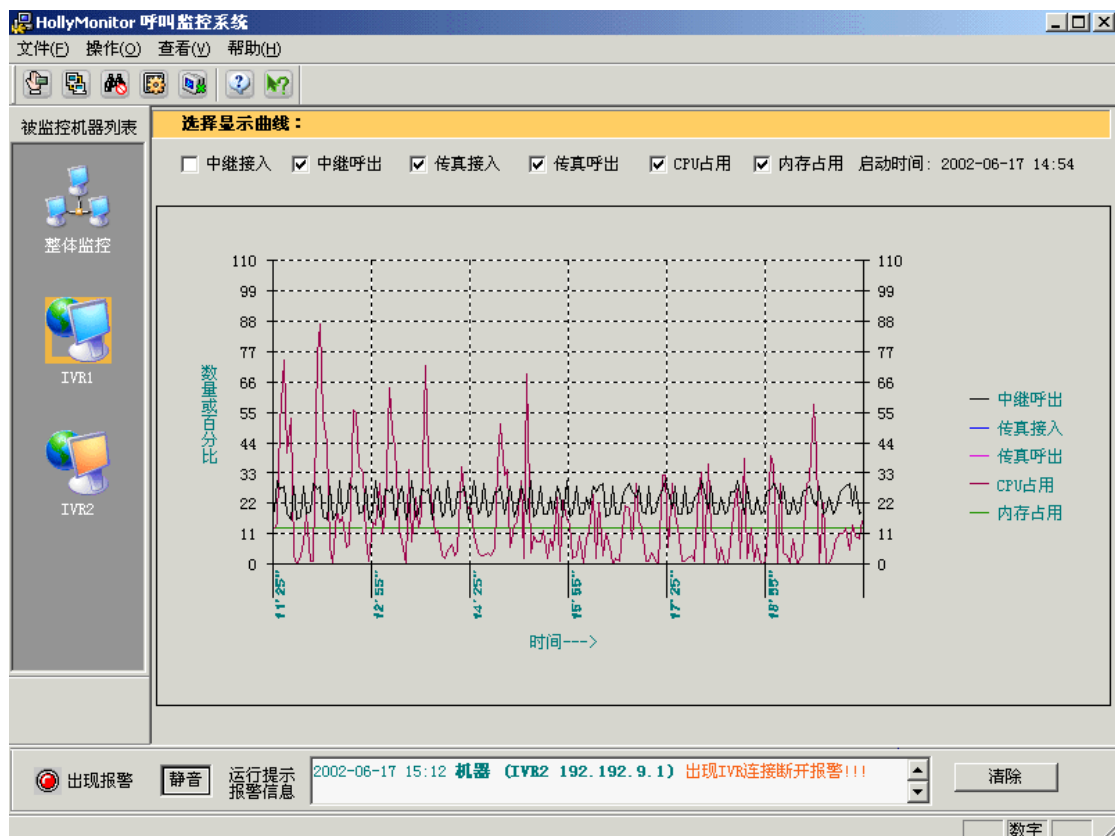 HollyMonitor 呼叫监控系统
文件(F) 操作(O) 查看(V) 帮助(H)
被监控机器列表
选择显示曲线：
中继接入 中继呼出 传真接入 传真呼出 CPU占用 内存占用 启动时间: 2002-06-17 14:54
整体监控
IVR1
IVR2
数量或百分比
110 110
99 99
88 88
77 77
66 66
55 55
44 44
33 33
22 22
11 11
0 0
11'25" 12'55" 14'25" 15'55" 17'25" 18'55"
时间--->
中继呼出
传真接入
传真呼出
CPU占用
内存占用
出现报警
静音
运行提示
报警信息
2002-06-17 15:12 机器 (IVR2 192.192.9.1) 出现IVR连接断开报警!!!
清除
数字